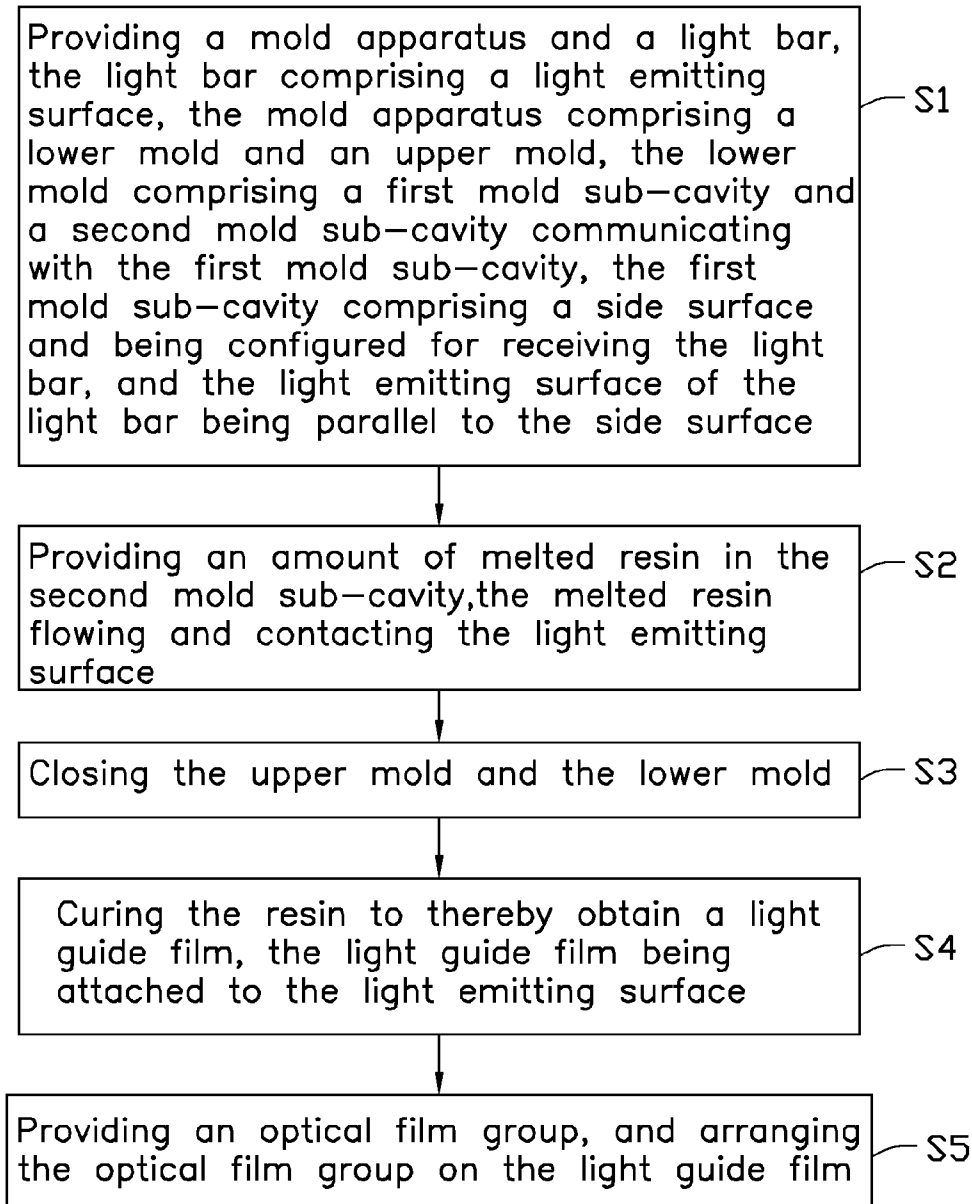 Providing a mold apparatus and a light bar,
the light bar comprising a light emitting
surface, the mold apparatus comprising a
lower mold and an upper mold, the lower
mold comprising a first mold sub-cavity and
a second mold sub-cavity communicating
with the first mold sub-cavity, the first
mold sub-cavity comprising a side surface
and being configured for receiving the light
bar, and the light emitting surface of the
light bar being parallel to the side surface
S1
Providing an amount of melted resin in the
second mold sub-cavity,the melted resin
flowing and contacting the light emitting
surface
S2
Closing the upper mold and the lower mold
S3
Curing the resin to thereby obtain a light
guide film, the light guide film being
attached to the light emitting surface
S4
Providing an optical film group, and arranging
the optical film group on the light guide film
S5